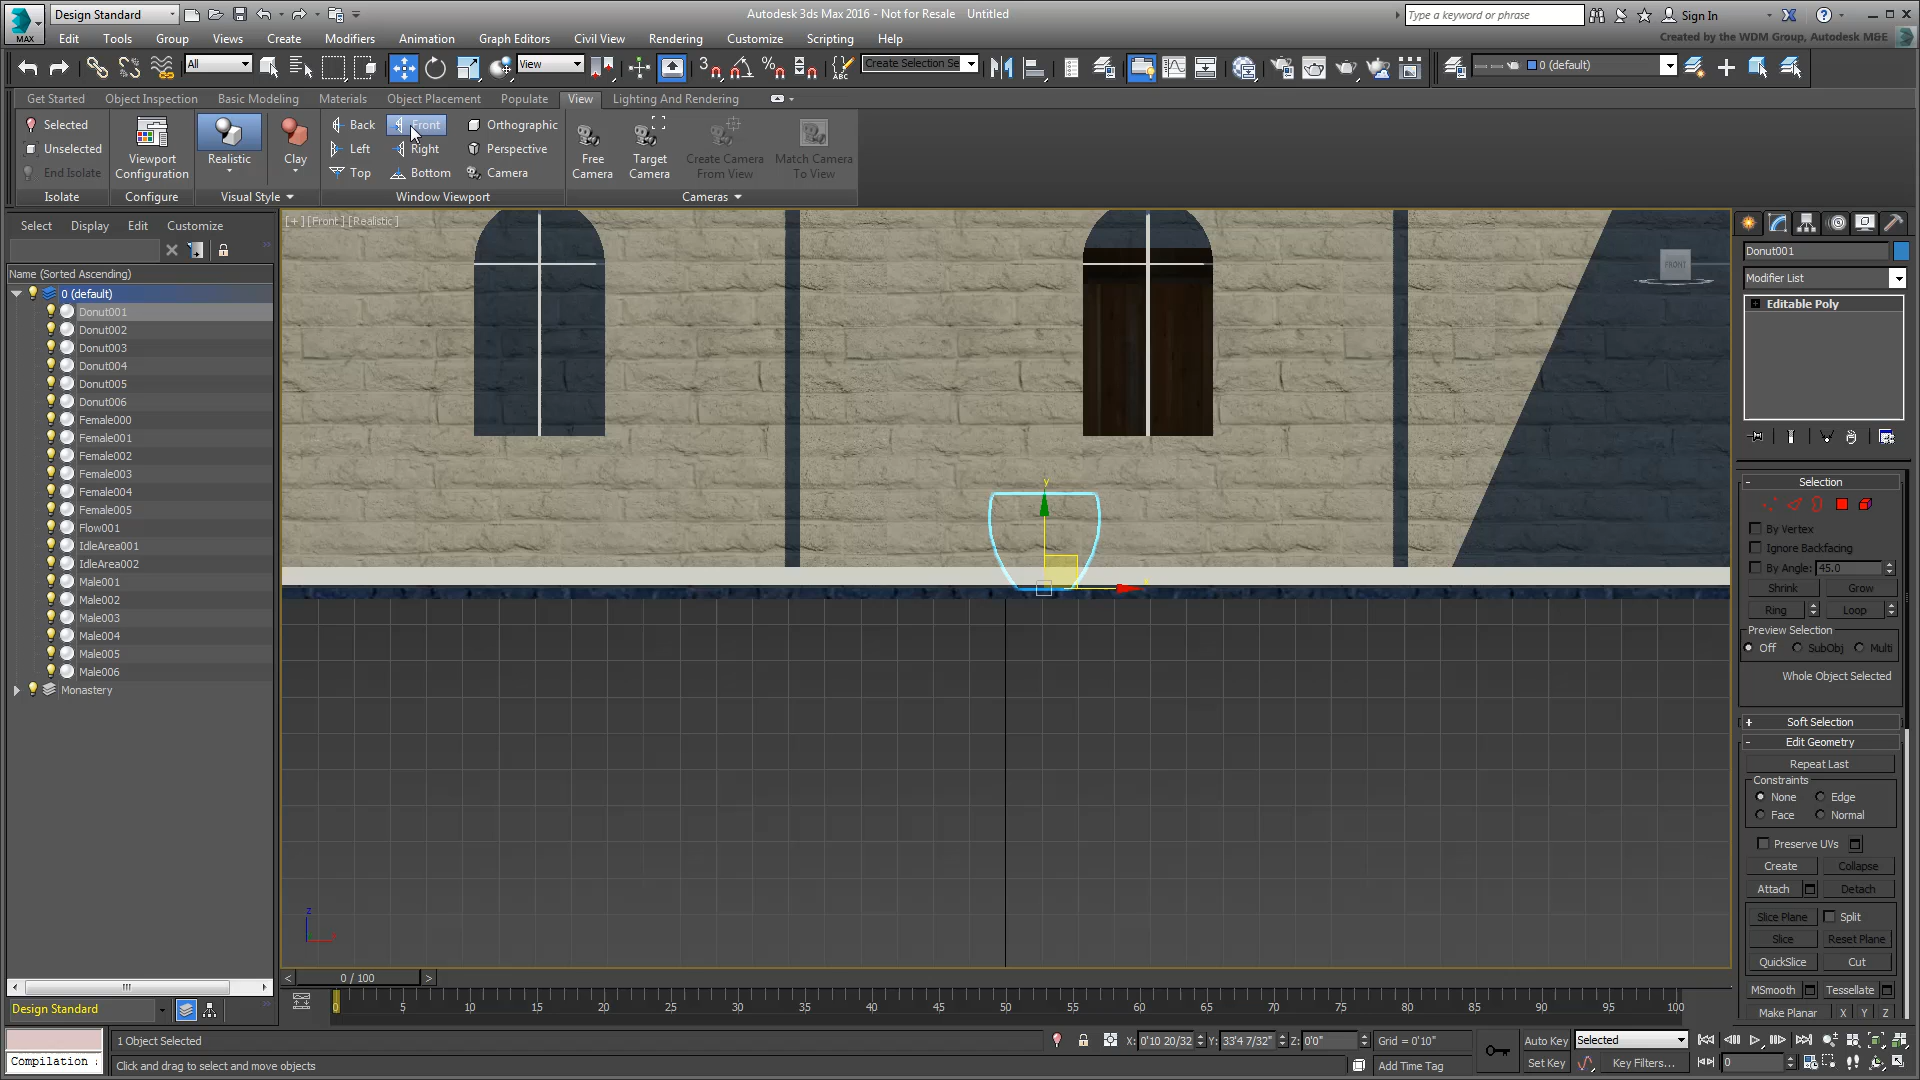 MAX
Design Standard
Autodesk 3ds Max 2016 - Not for Resale Untitled
Type a keyword or phrase
Sign In
Edit Tools Group Views Create Modifiers Animation Graph Editors Civil View Rendering Customize Scripting Help
Created by the WDM Group, Autodesk M&E
All
View
Create Selection Se
0 (default)
Get Started Object Inspection Basic Modeling Materials Object Placement Populate View Lighting And Rendering
Selected
Unselected
End Isolate
Isolate
Viewport
Configuration
Configure
Realistic
Clay
Visual Style
Back Front Orthographic
Left Right Perspective
Top Bottom Camera
Window Viewport
Free
Camera
Target
Camera
Create Camera
From View
Match Camera
To View
Cameras
Select Display Edit Customize
Name (Sorted Ascending)
0 (default)
Donut001
Donut002
Donut003
Donut004
Donut005
Donut006
Female000
Female001
Female002
Female003
Female004
Female005
Flow001
IdleArea001
IdleArea002
Male001
Male002
Male003
Male004
Male005
Male006
Monastery
Design Standard
[+][Front][Realistic]
FRONT
y
z
Donut001
Modifier List
Editable Poly
- Selection
By Vertex
Ignore Backfacing
By Angle: 45.0
Shrink Grow
Ring Loop
Preview Selection
Off SubObj Multi
Whole Object Selected
+ Soft Selection
- Edit Geometry
Repeat Last
Constraints
None Edge
Face Normal
Preserve UVs
Create Collapse
Attach Detach
Slice Plane Split
Slice Reset Plane
QuickSlice Cut
MSmooth Tessellate
Make Planar X Y Z
< 0 / 100 >
0 5 10 15 20 25 30 35 40 45 50 55 60 65 70 75 80 85 90 95 100
Compilation :
1 Object Selected
Click and drag to select and move objects
X: 0'10 20/32 Y: 33'4 7/32" Z: 0'0" Grid = 0'10"
Add Time Tag
Auto Key Selected
Set Key Key Filters...
0